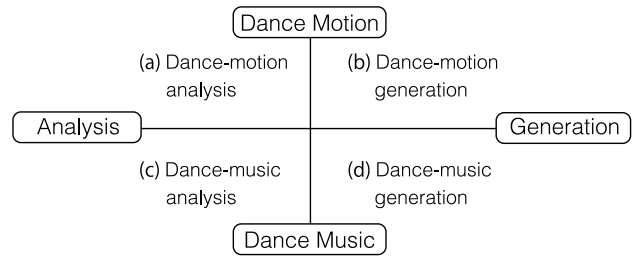 Dance Motion
(a) Dance-motion
analysis
(b) Dance-motion
generation
Analysis
Generation
(c) Dance-music
analysis
(d) Dance-music
generation
Dance Music